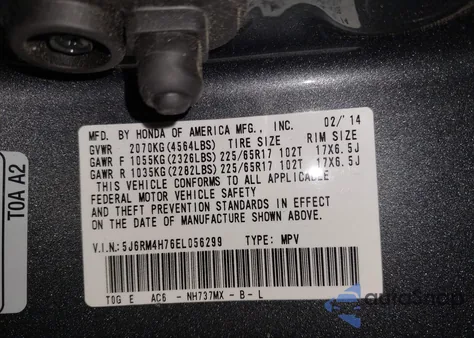 MFD. BY HONDA OF AMERICA MFG., INC. 02/'14
GVWR 2070KG(4564LBS) TIRE SIZE RIM SIZE
GAWR F 1055KG(2326LBS) 225/65R17 102T 17X6.5J
GAWR R 1035KG(2282LBS) 225/65R17 102T 17X6.5J
THIS VEHICLE CONFORMS TO ALL APPLICABLE
FEDERAL MOTOR VEHICLE SAFETY
AND THEFT PREVENTION STANDARDS IN EFFECT
ON THE DATE OF MANUFACTURE SHOWN ABOVE.
V.I.N.: 5J6RM4H76EL056299 TYPE: MPV
T0G E AC6 - NH737MX - B - L
T0A A2
autoSnap